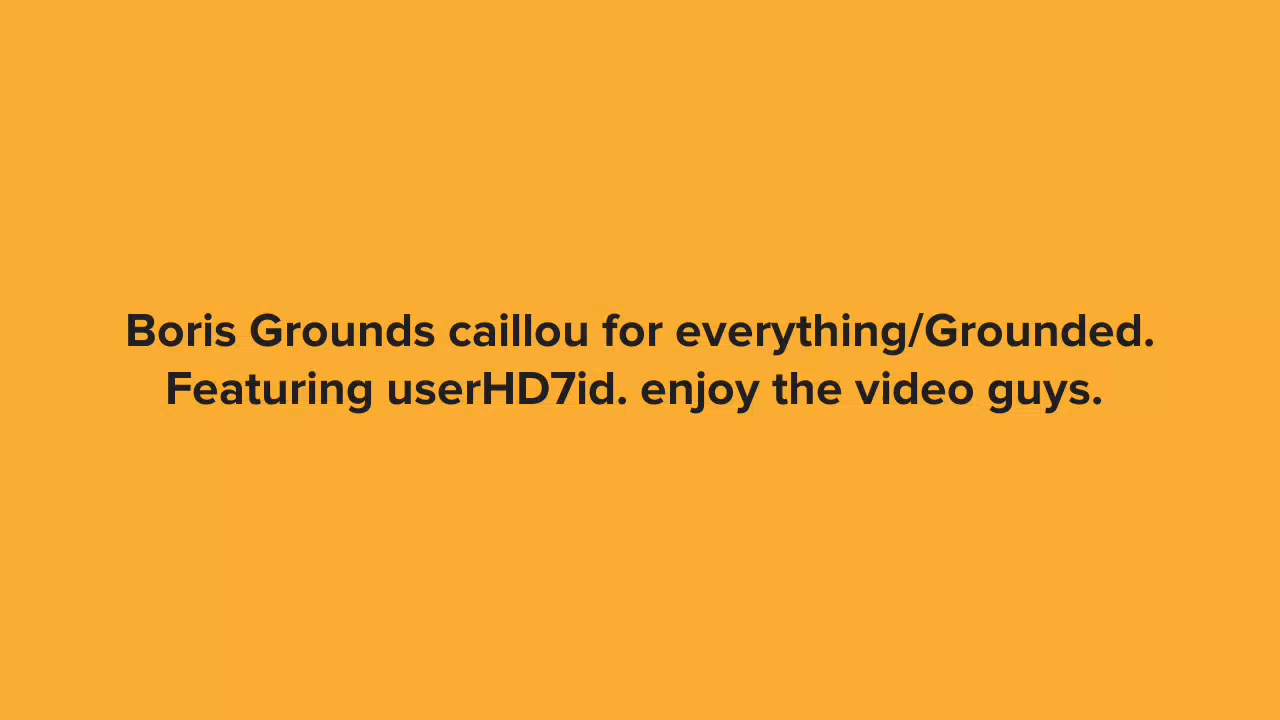 Boris Grounds caillou for everything/Grounded.
Featuring userHD7id. enjoy the video guys.